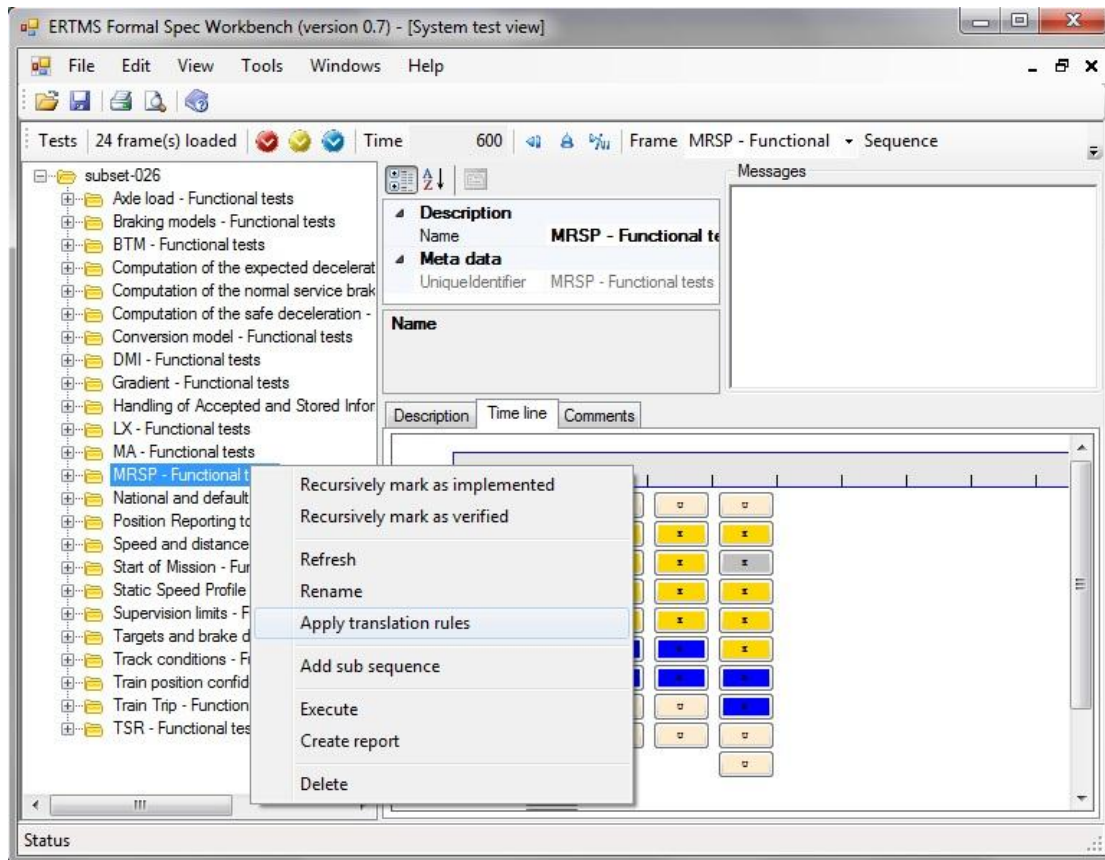 ERTMS Formal Spec Workbench (version 0.7) - [System test view]
File Edit View Tools Windows Help
Tests 24 frame(s) loaded Time 600 Frame MRSP - Functional Sequence
subset-026
Axle load - Functional tests
Braking models - Functional tests
BTM - Functional tests
Computation of the expected decelerat
Computation of the normal service brak
Computation of the safe deceleration -
Conversion model - Functional tests
DMI - Functional tests
Gradient - Functional tests
Handling of Accepted and Stored Infor
LX - Functional tests
MA - Functional tests
MRSP - Functional t
National and default
Position Reporting to
Speed and distance
Start of Mission - Fur
Static Speed Profile
Supervision limits - F
Targets and brake d
Track conditions - F
Train position confid
Train Trip - Function
TSR - Functional tes
Description
Name MRSP - Functional te
Meta data
UniqueIdentifier MRSP - Functional tests
Name
Messages
Description Time line Comments
Recursively mark as implemented
Recursively mark as verified
Refresh
Rename
Apply translation rules
Add sub sequence
Execute
Create report
Delete
Status